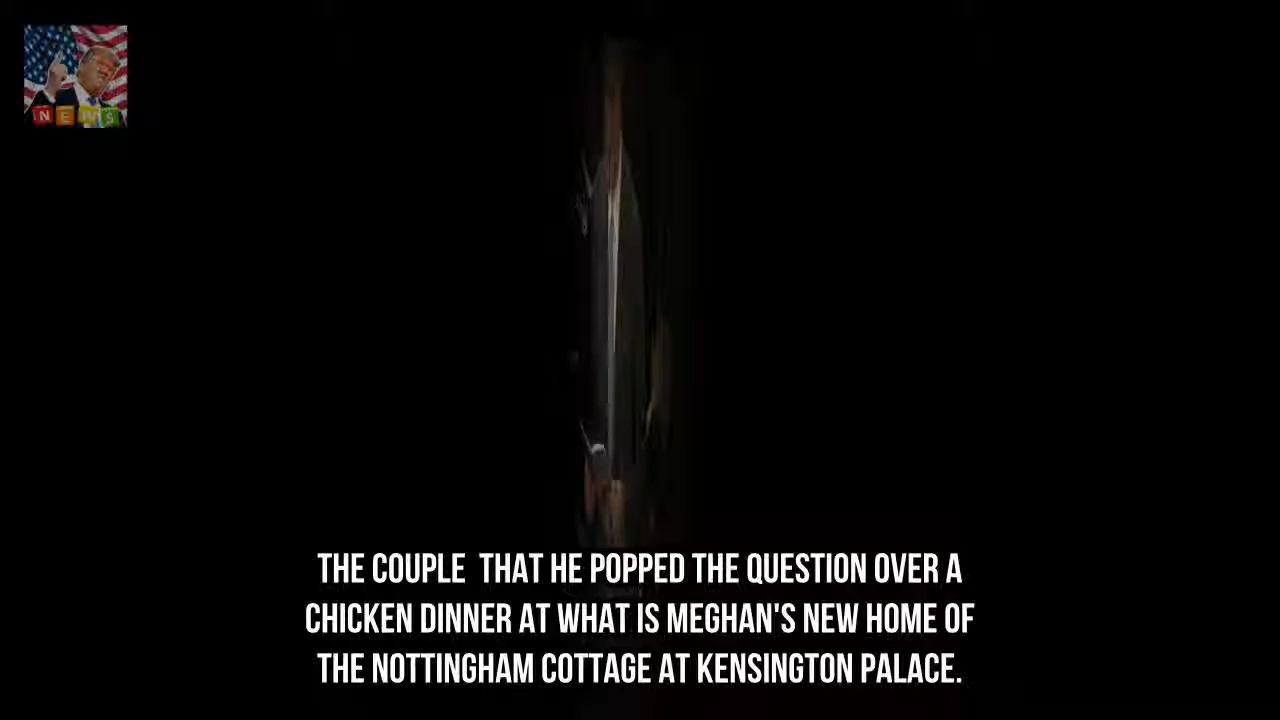 NEWS
THE COUPLE  THAT HE POPPED THE QUESTION OVER A
CHICKEN DINNER AT WHAT IS MEGHAN'S NEW HOME OF
THE NOTTINGHAM COTTAGE AT KENSINGTON PALACE.